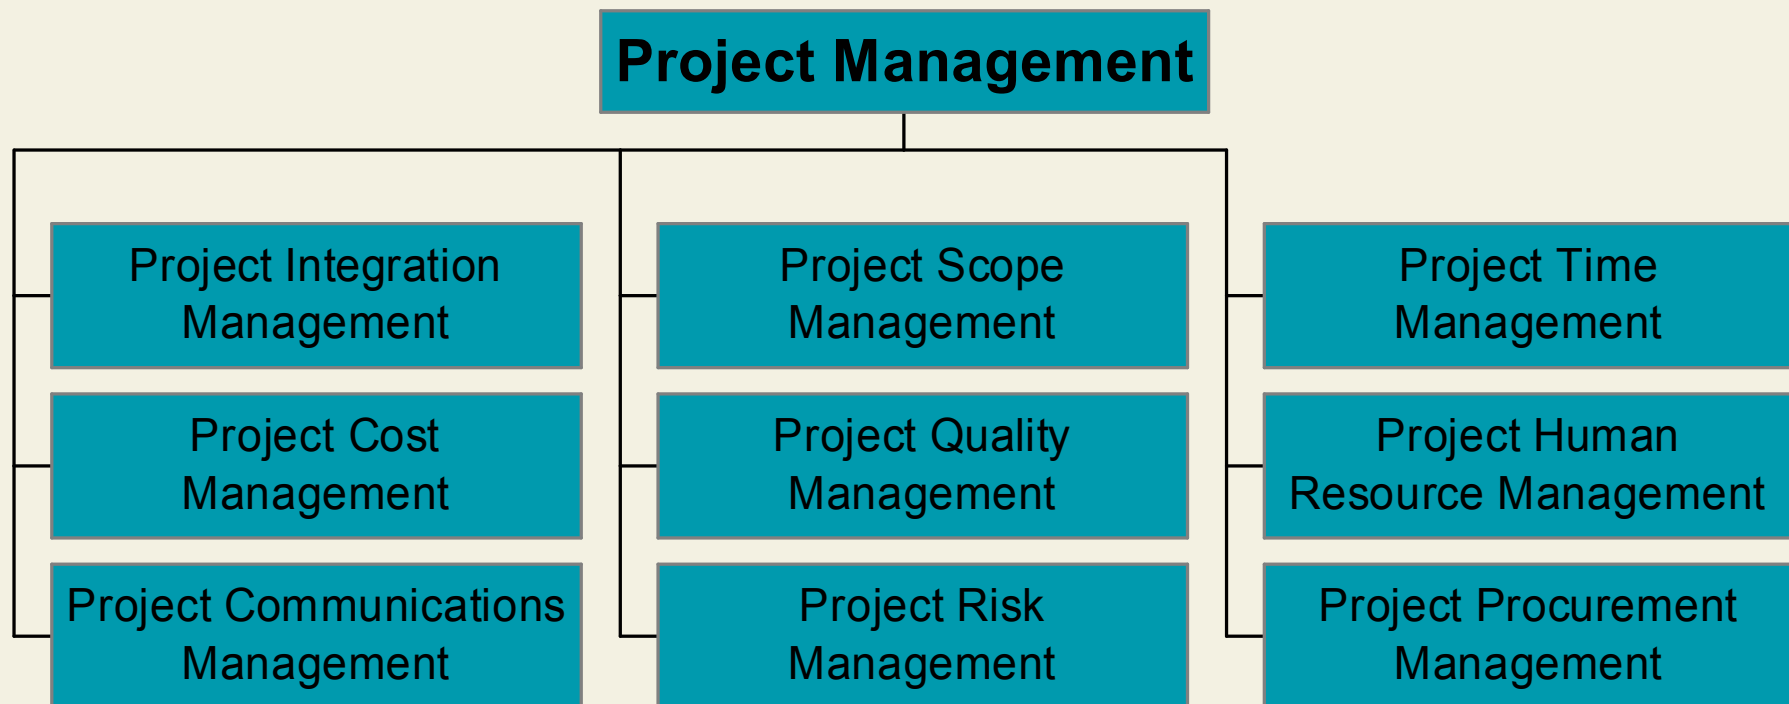 Project Management
Project Integration
Management
Project Scope
Management
Project Time
Management
Project Cost
Management
Project Quality
Management
Project Human
Resource Management
Project Communications
Management
Project Risk
Management
Project Procurement
Management